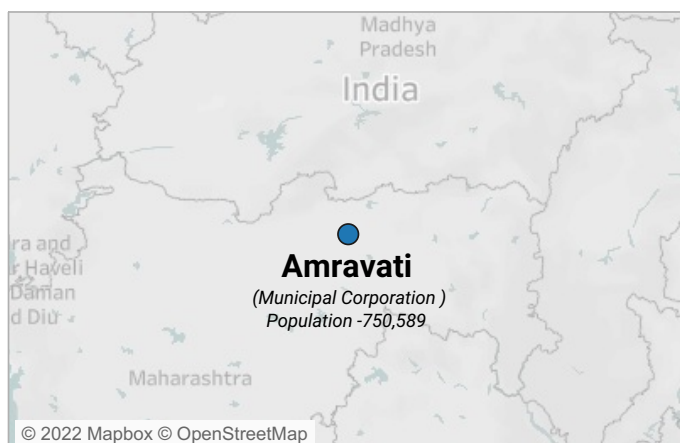 Madhya
Pradesh
India
ra and
r Haveli
Daman
d Diu
Amravati
(Municipal Corporation )
Population -750,589
Maharashtra
© 2022 Mapbox © OpenStreetMap